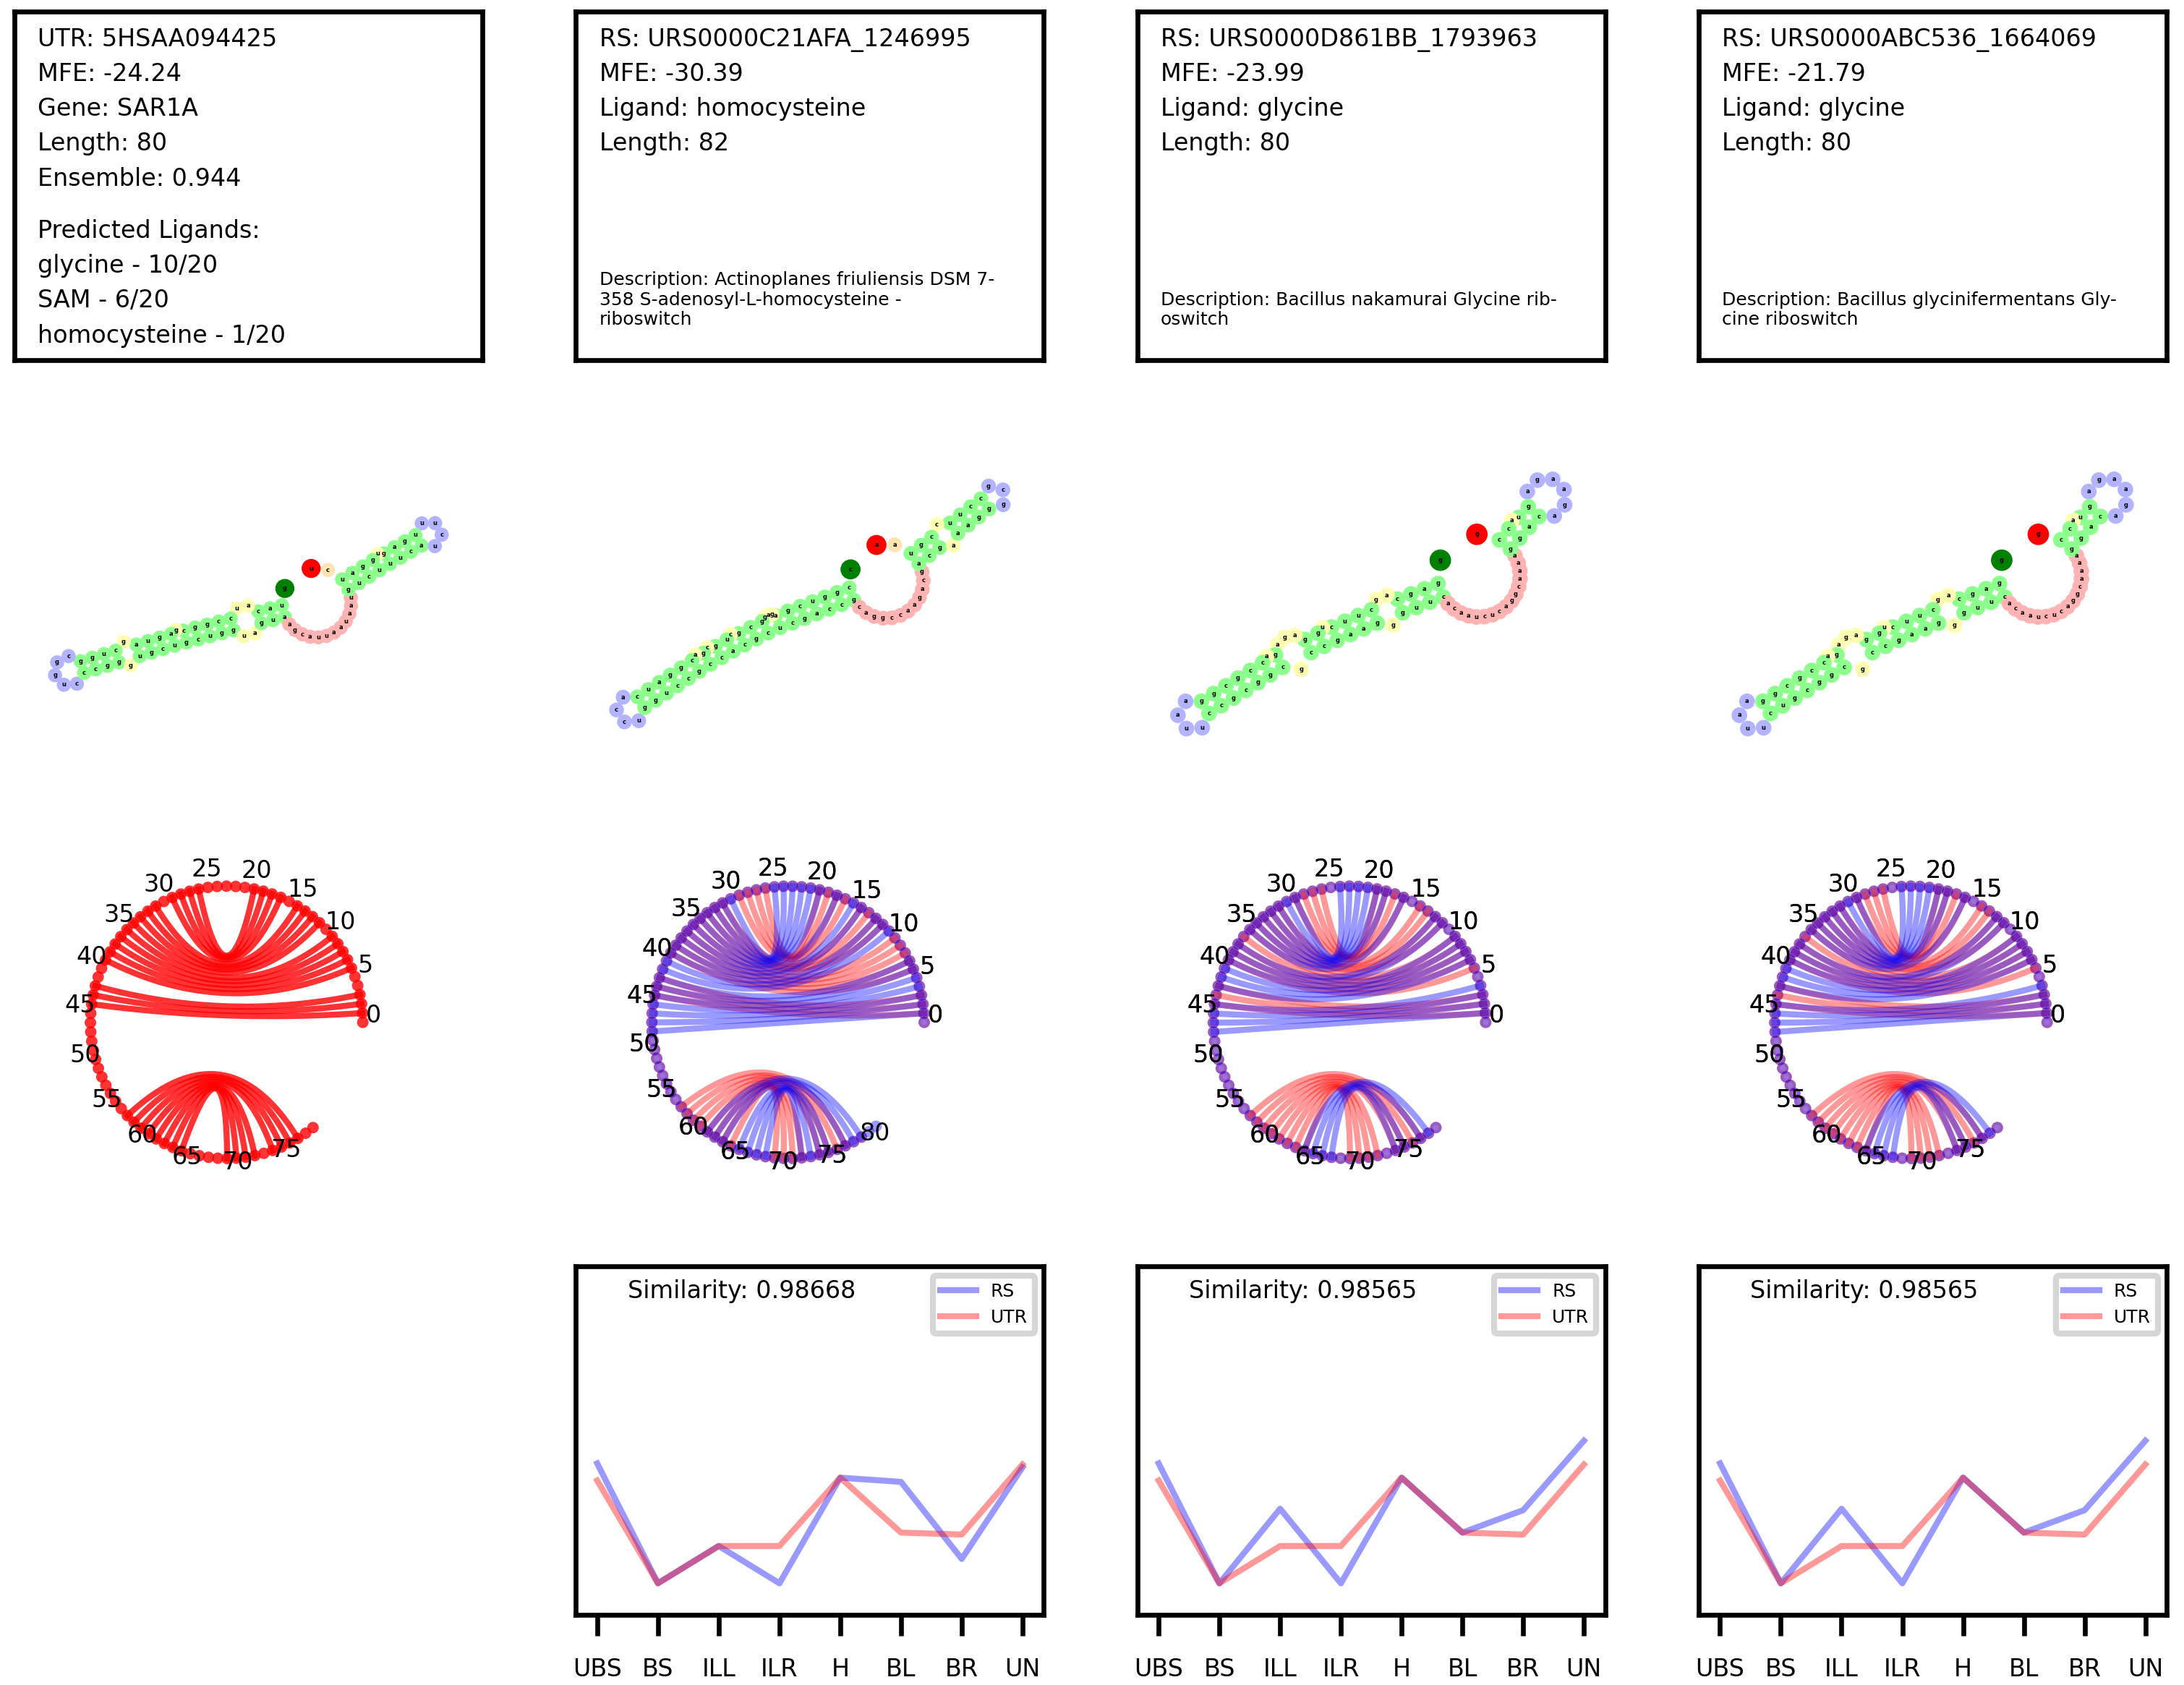 UTR: 5HSAA094425
MFE: -24.24
Gene: SAR1A
Length: 80
Ensemble: 0.944
Predicted Ligands:
glycine - 10/20
SAM - 6/20
homocysteine - 1/20
RS: URS0000C21AFA_1246995
MFE: -30.39
Ligand: homocysteine
Length: 82
Description: Actinoplanes friuliensis DSM 7-
358 S-adenosyl-L-homocysteine -
riboswitch
RS: URS0000D861BB_1793963
MFE: -23.99
Ligand: glycine
Length: 80
Description: Bacillus nakamurai Glycine rib-
oswitch
RS: URS0000ABC536_1664069
MFE: -21.79
Ligand: glycine
Length: 80
Description: Bacillus glycinifermentans Gly-
cine riboswitch
0
5
10
15
20
25
30
35
40
45
50
55
60
65
70
75
0
5
10
15
20
25
30
35
40
45
50
55
60
65
70
75
80
0
5
10
15
20
25
30
35
40
45
50
55
60
65
70
75
0
5
10
15
20
25
30
35
40
45
50
55
60
65
70
75
Similarity: 0.98668
RS
UTR
UBS BS ILL ILR H BL BR UN
Similarity: 0.98565
RS
UTR
UBS BS ILL ILR H BL BR UN
Similarity: 0.98565
RS
UTR
UBS BS ILL ILR H BL BR UN